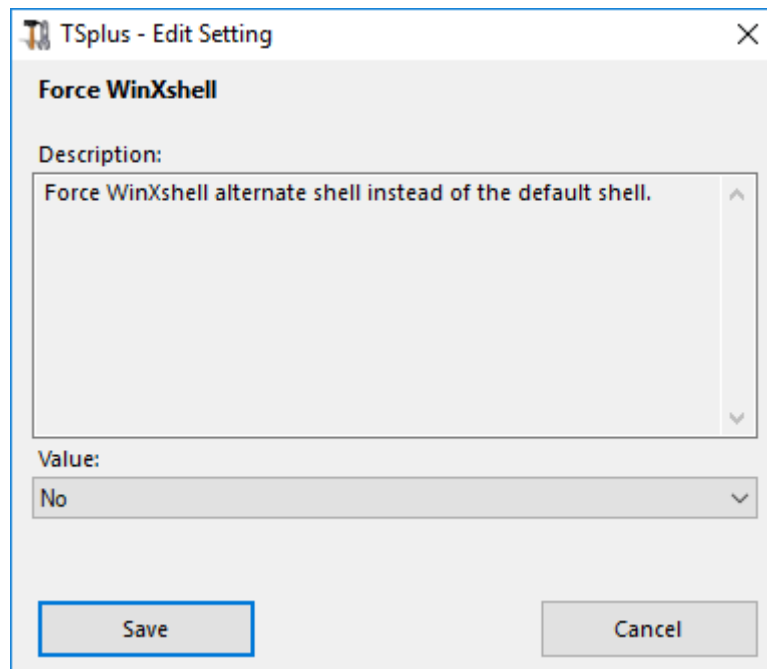 TSplus - Edit Setting
Force WinXshell
Description:
Force WinXshell alternate shell instead of the default shell.
Value:
No
Save
Cancel